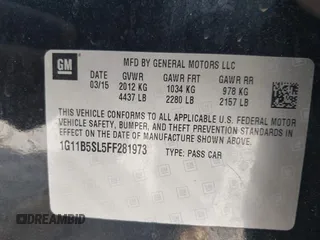 GM
MFD BY GENERAL MOTORS LLC
DATE GVWR GAWR FRT GAWR RR
03/15 2012 KG 1034 KG 978 KG
4437 LB 2280 LB 2157 LB
THIS VEHICLE CONFORMS TO ALL APPLICABLE U.S. FEDERAL MOTOR
VEHICLE SAFETY, BUMPER, AND THEFT PREVENTION STANDARDS IN
EFFECT ON THE DATE OF MANUFACTURE SHOWN ABOVE.
1G11B5SL5FF281973 TYPE: PASS CAR
DREAMBID